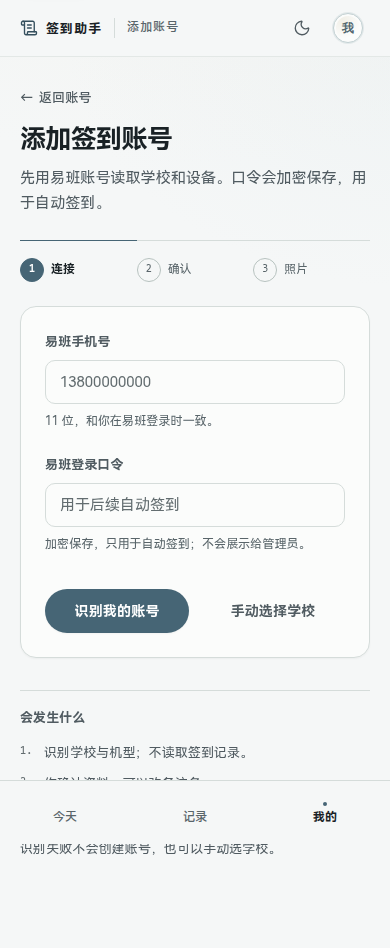 签到助手 添加账号 我
← 返回账号
添加签到账号
先用易班账号读取学校和设备。口令会加密保存，用
于自动签到。
1 连接 2 确认 3 照片
易班手机号
13800000000
11 位，和你在易班登录时一致。
易班登录口令
用于后续自动签到
加密保存，只用于自动签到；不会展示给管理员。
识别我的账号 手动选择学校
会发生什么
1. 识别学校与机型；不读取签到记录。
今天 记录 我的
识别失败不会创建账号，也可以手动选学校。